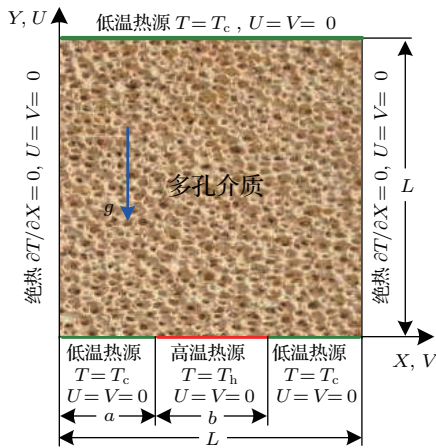 Y, U
低温热源 T=Tc , U=V= 0
绝热 ∂T/∂X=0, U=V= 0
绝热 ∂T/∂X=0, U=V= 0
多孔介质
g
L
X, V
低温热源
T=Tc
U=V=0
高温热源
T=Th
U=V=0
低温热源
T=Tc
U=V=0
a
b
L